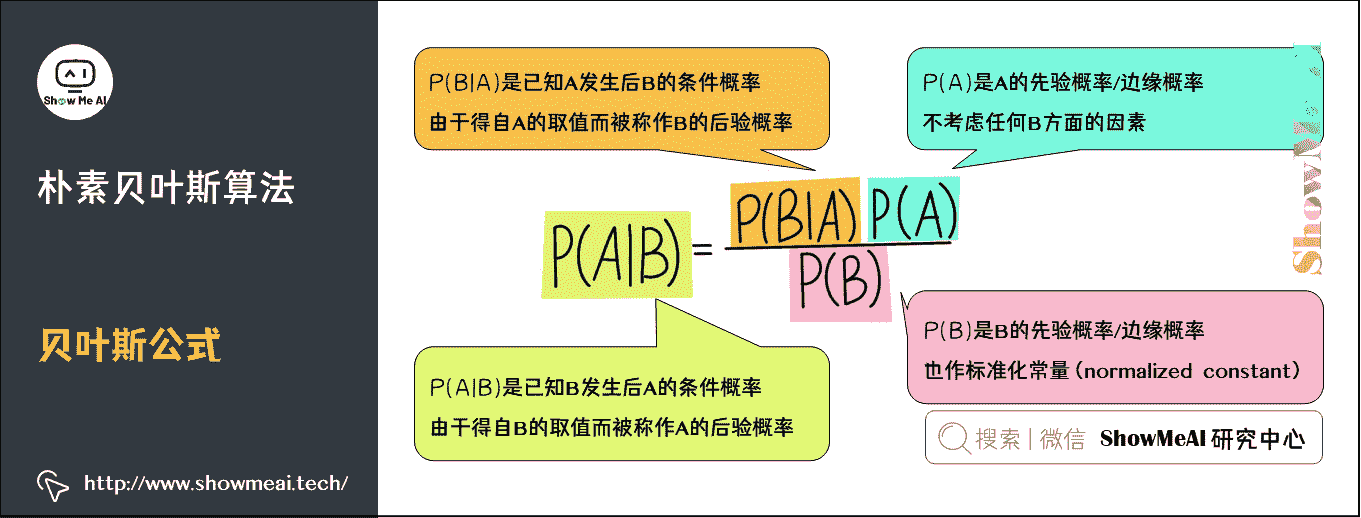 Show Me AI
朴素贝叶斯算法
贝叶斯公式
http://www.showmeai.tech/
P(B|A)是已知A发生后B的条件概率
由于得自A的取值而被称作B的后验概率
P(A)是A的先验概率/边缘概率
不考虑任何B方面的因素
P(A|B) = P(B|A) P(A)
P(B)
P(A|B)是已知B发生后A的条件概率
由于得自B的取值而被称作A的后验概率
P(B)是B的先验概率/边缘概率
也作标准化常量(normalized constant)
搜索 | 微信 ShowMeAI 研究中心